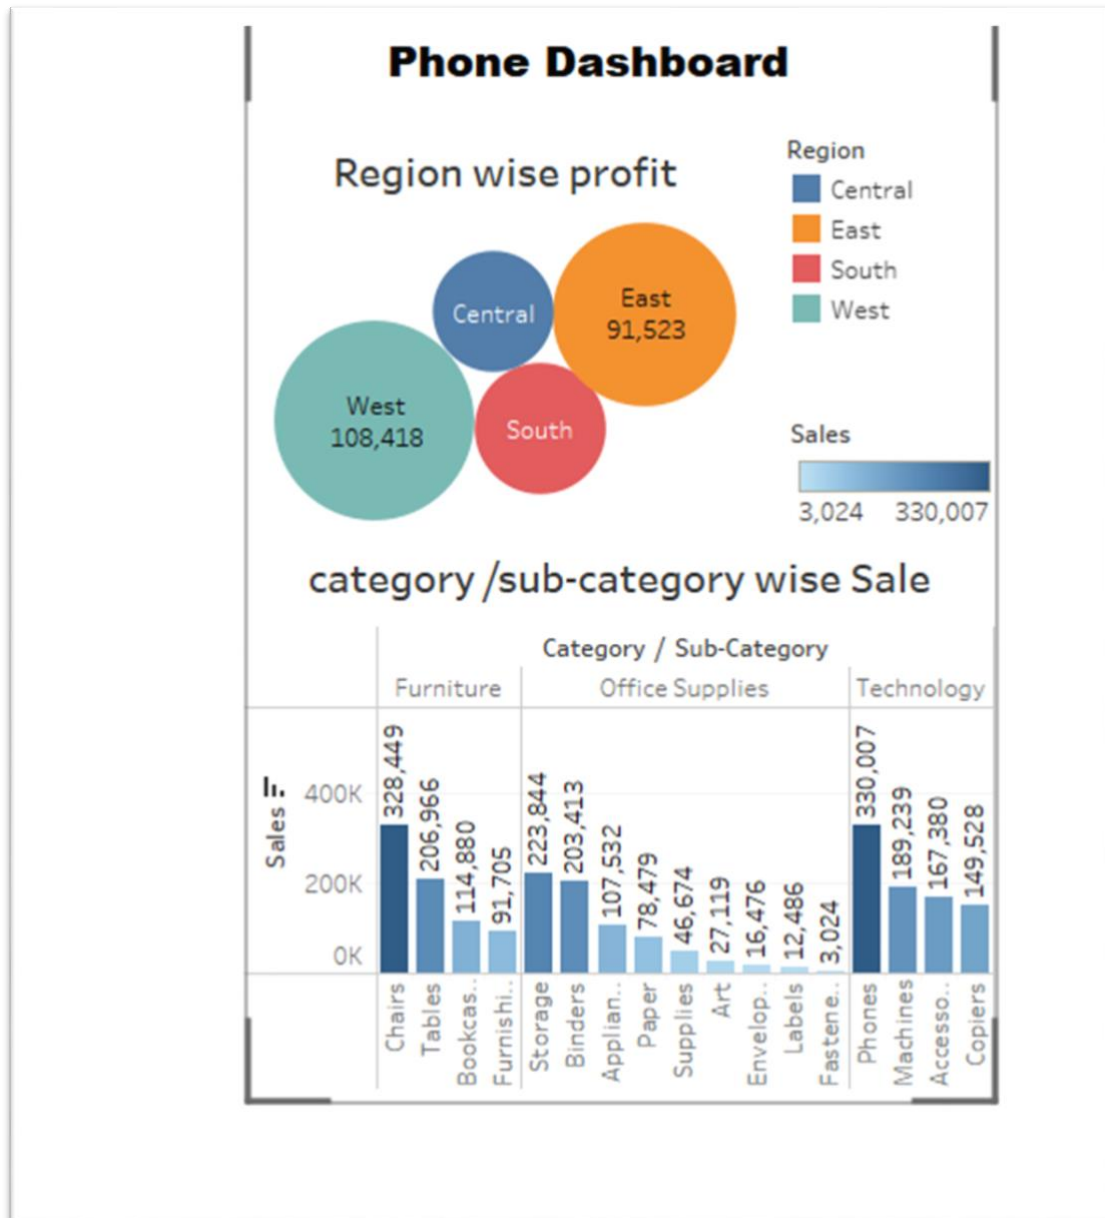 Phone Dashboard
Region wise profit
Region
Central
East
South
West
Central
East
91,523
West
108,418
South
Sales
3,024 330,007
category /sub-category wise Sale
Category / Sub-Category
Furniture Office Supplies Technology
Sales
400K
200K
0K
328,449
206,966
114,880
91,705
223,844
203,413
107,532
78,479
46,674
27,119
16,476
12,486
3,024
330,007
189,239
167,380
149,528
Chairs
Tables
Bookcas..
Furnishi..
Storage
Binders
Applian..
Paper
Supplies
Art
Envelop..
Labels
Fastene..
Phones
Machines
Accesso..
Copiers